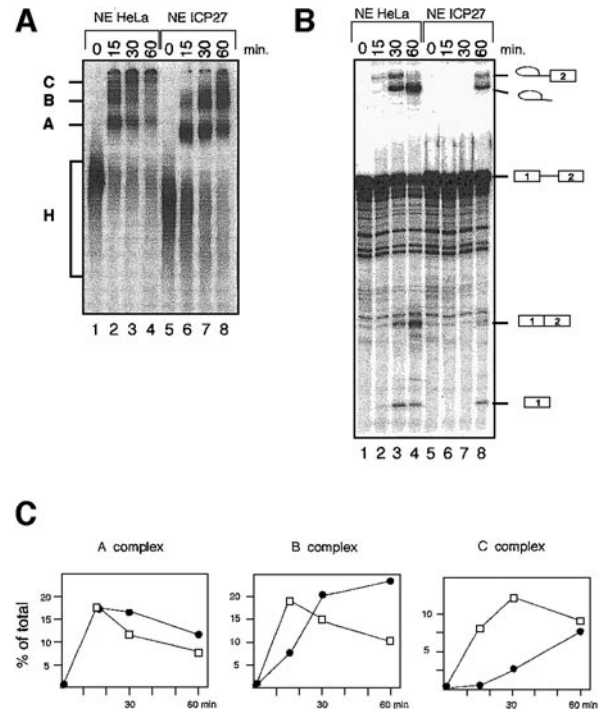 A
NE HeLa NE ICP27
0 15 30 60 0 15 30 60 min.
C
B
A
H
1 2 3 4 5 6 7 8
B
NE HeLa NE ICP27
0 15 30 60 0 15 30 60 min.
2
1 2
1 2
1
1 2 3 4 5 6 7 8
C
A complex B complex C complex
% of total
20
15
10
5
30 60 min
20
15
10
5
30 60 min
10
5
30 60 min